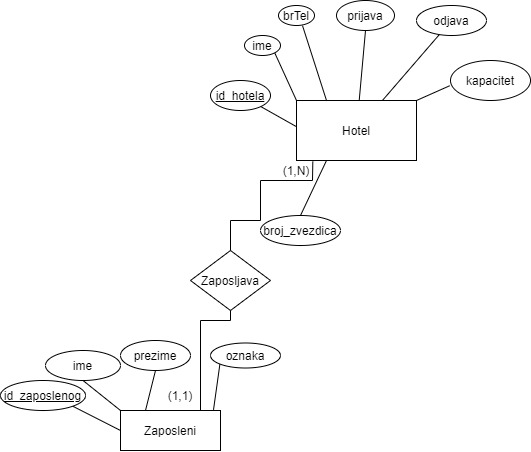 brTel
prijava
odjava
ime
kapacitet
id_hotela
Hotel
(1,N)
broj_zvezdica
Zaposljava
prezime
oznaka
ime
id_zaposlenog
(1,1)
Zaposleni